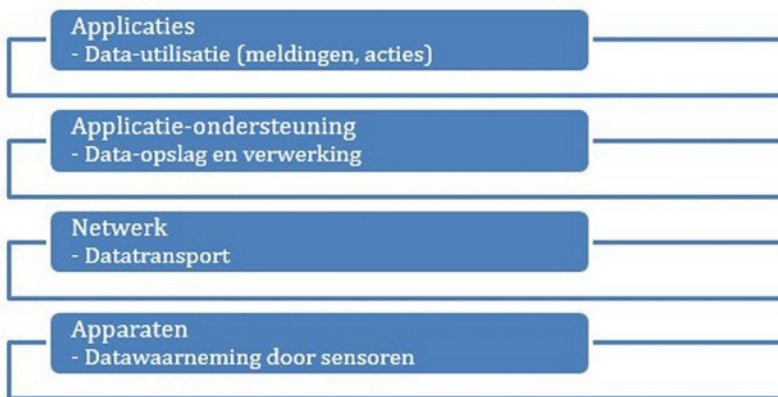 Applicaties
- Data-utilisatie (meldingen, acties)
Applicatie-ondersteuning
- Data-opslag en verwerking
Netwerk
- Datatransport
Apparaten
- Datawaarneming door sensoren